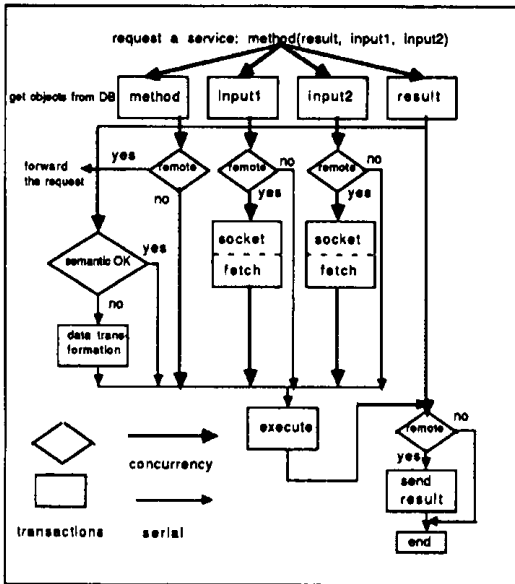 request a service: method(result, input1, input2)
get objects from DB
method
input1
input2
result
forward
the request
yes
remote
no
remote
no
yes
remote
no
yes
semantic OK
yes
no
socket
fetch
socket
fetch
data trans-
formation
execute
remote
no
yes
send
result
end
concurrency
transactions
serial